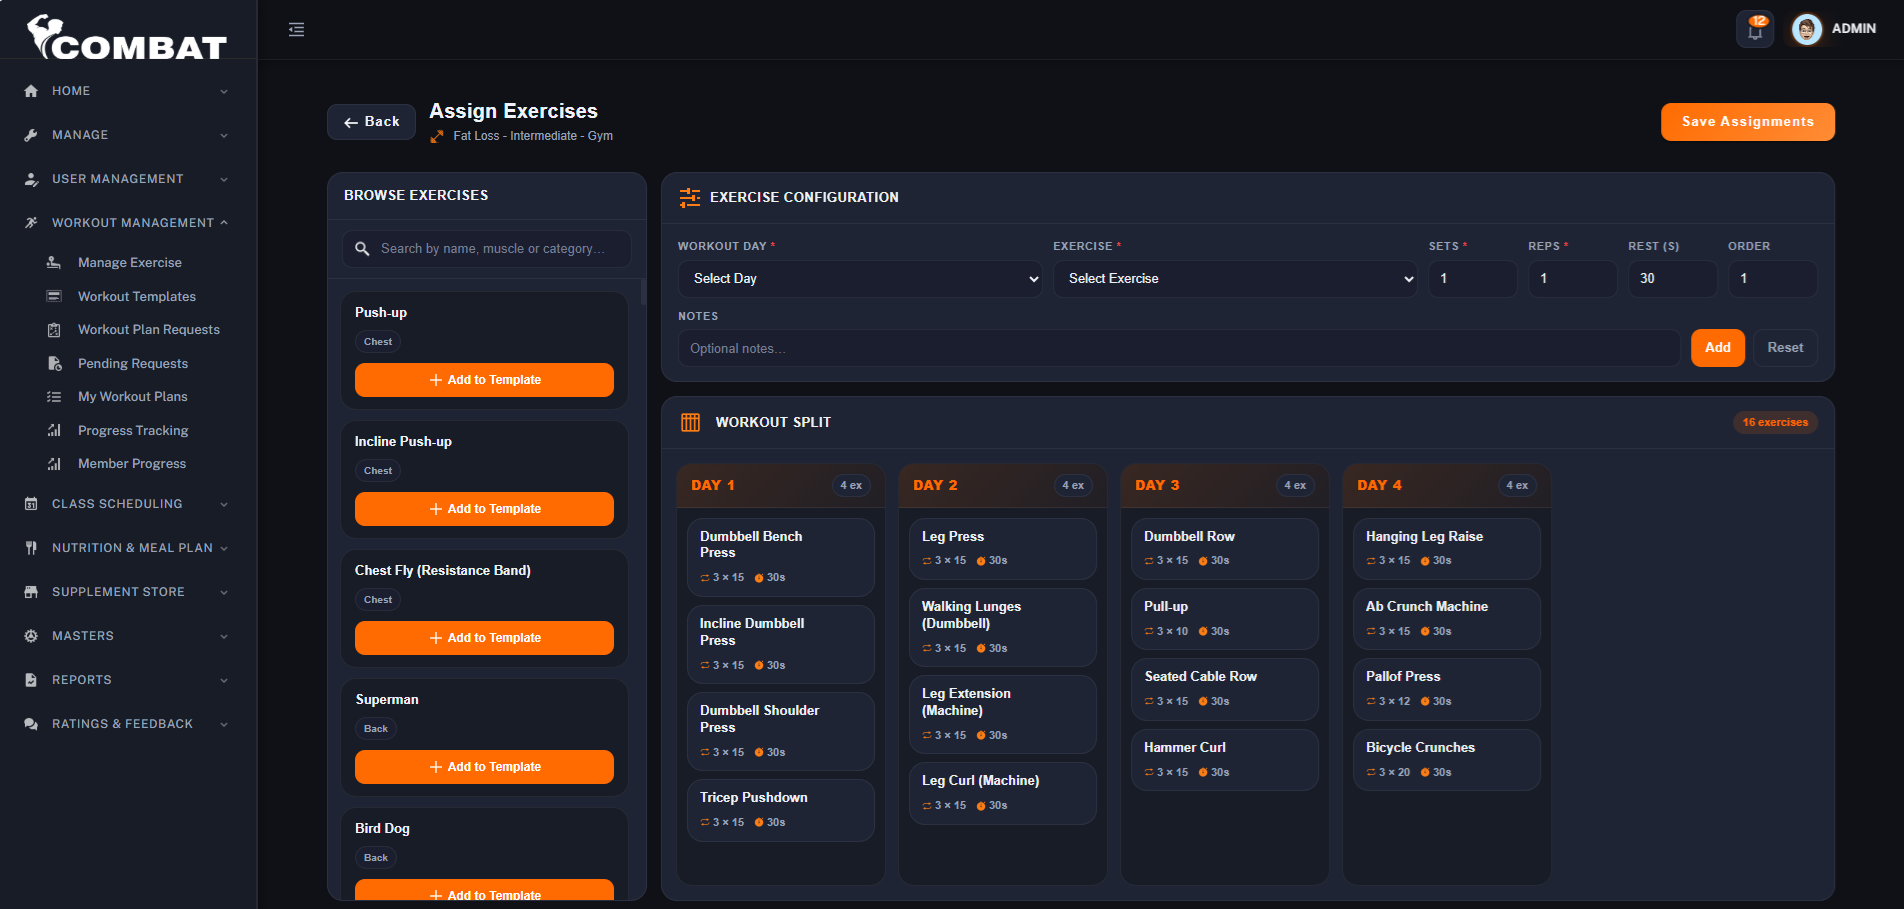 COMBAT
12
ADMIN
HOME
MANAGE
USER MANAGEMENT
WORKOUT MANAGEMENT
Manage Exercise
Workout Templates
Workout Plan Requests
Pending Requests
My Workout Plans
Progress Tracking
Member Progress
CLASS SCHEDULING
NUTRITION & MEAL PLAN
SUPPLEMENT STORE
MASTERS
REPORTS
RATINGS & FEEDBACK
Back
Assign Exercises
Fat Loss - Intermediate - Gym
Save Assignments
BROWSE EXERCISES
Search by name, muscle or category...
Push-up
Chest
Add to Template
Incline Push-up
Chest
Add to Template
Chest Fly (Resistance Band)
Chest
Add to Template
Superman
Back
Add to Template
Bird Dog
Back
Add to Template
EXERCISE CONFIGURATION
WORKOUT DAY *
Select Day
EXERCISE *
Select Exercise
SETS *
1
REPS *
1
REST (S)
30
ORDER
1
NOTES
Optional notes...
Add
Reset
WORKOUT SPLIT
16 exercises
DAY 1
4 ex
Dumbbell Bench
Press
3 × 15 30s
Incline Dumbbell
Press
3 × 15 30s
Dumbbell Shoulder
Press
3 × 15 30s
Tricep Pushdown
3 × 15 30s
DAY 2
4 ex
Leg Press
3 × 15 30s
Walking Lunges
(Dumbbell)
3 × 15 30s
Leg Extension
(Machine)
3 × 15 30s
Leg Curl (Machine)
3 × 15 30s
DAY 3
4 ex
Dumbbell Row
3 × 15 30s
Pull-up
3 × 10 30s
Seated Cable Row
3 × 15 30s
Hammer Curl
3 × 15 30s
DAY 4
4 ex
Hanging Leg Raise
3 × 15 30s
Ab Crunch Machine
3 × 15 30s
Pallof Press
3 × 12 30s
Bicycle Crunches
3 × 20 30s